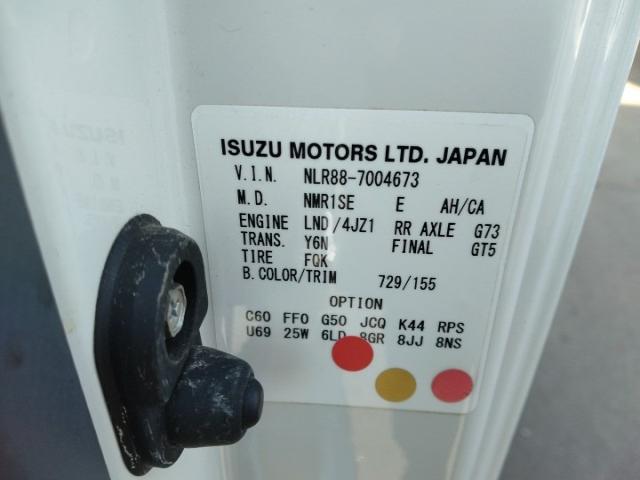 ISUZU MOTORS LTD. JAPAN
V.I.N. NLR88-7004673
M.D. NMR1SE E AH/CA
ENGINE LND/4JZ1 RR AXLE G73
TRANS. Y6N FINAL GT5
TIRE FQK
B.COLOR/TRIM 729/155
OPTION
C60 FF0 G50 JCQ K44 RPS
U69 25W 6LD 8GR 8JJ 8NS